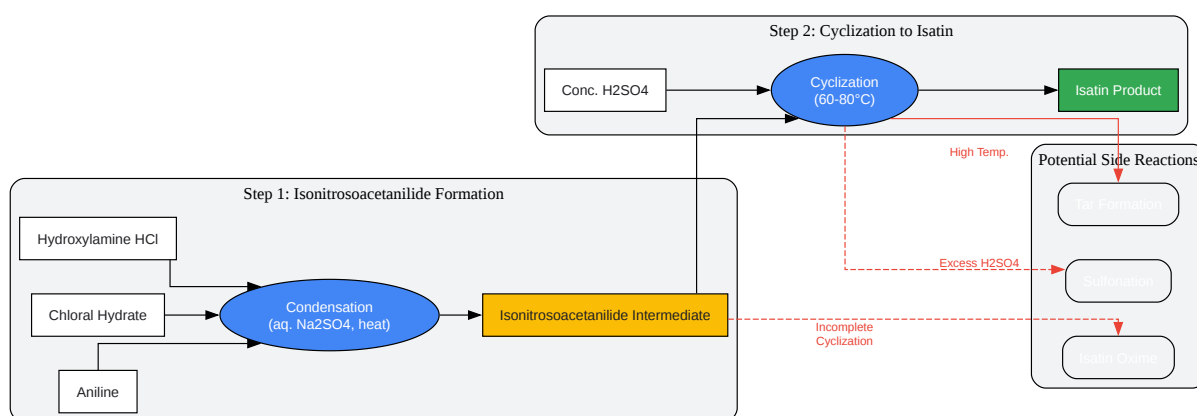 Step 2: Cyclization to Isatin
Conc. H2SO4
Cyclization
(60-80°C)
Isatin Product
High Temp.
Potential Side Reactions
Tar Formation
Excess H2SO4
Sulfonation
Incomplete
Cyclization
Isatin Oxime
Step 1: Isonitrosoacetanilide Formation
Hydroxylamine HCl
Chloral Hydrate
Condensation
(aq. Na2SO4, heat)
Isonitrosoacetanilide Intermediate
Aniline